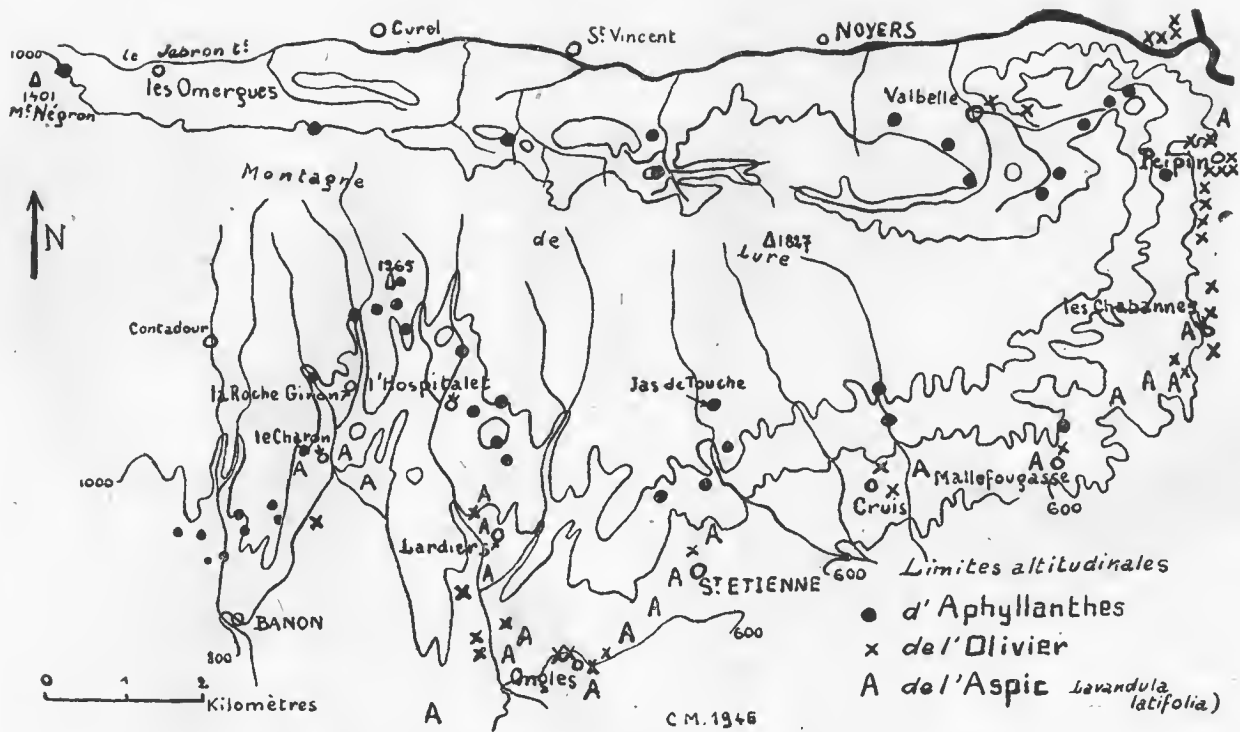 Curel
St Vincent
NOYERS
1000
le Jabron tt
les Omergues
1401
Mt Négron
Valbelle
A
Peipin
Montagne
N
de
1827
Lure
1265
Contadour
les Chabannes
A
la Roche Giron
l'Hospitalet
Jas de Touche
A A
A
le Charon
A
A
A
A
A
Mallefougasse
1000
A
Cruis
600
A
A
Lardiers
A
A
A
St ETIENNE
600
Limites altitudinales
A
BANON
A
600
d'Aphyllanthes
800
A
A
Ongles
A
de l'Olivier
0 1 2
Kilomètres
A
A de l'Aspic Lavandula
latifolia)
C M. 1946